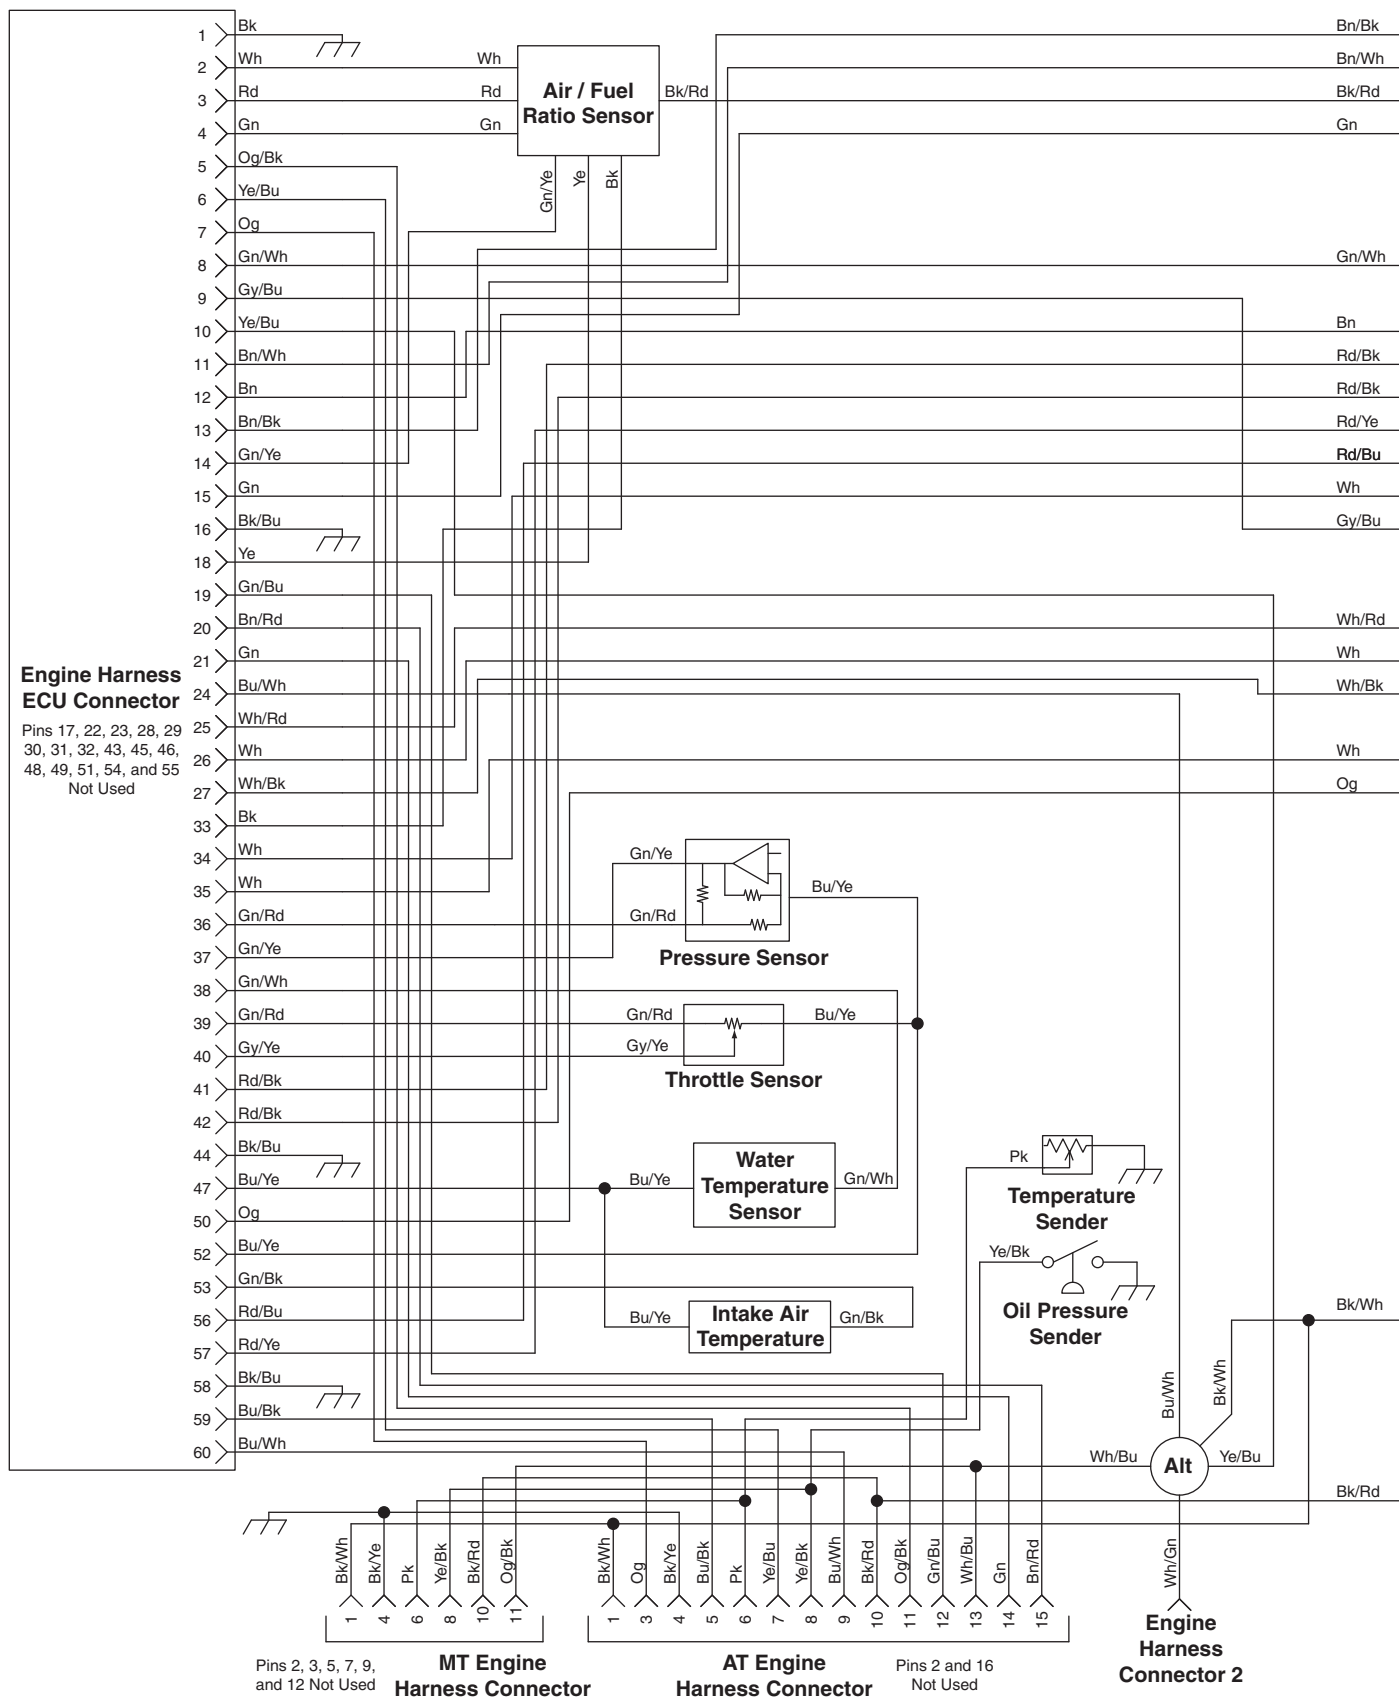 1 Bk Bn/Bk
2 Wh Wh Bn/Wh
3 Rd Rd Air / Fuel Ratio Sensor Bk/Rd Bk/Rd
4 Gn Gn Gn
5 Og/Bk
Gn/Ye Ye Bk
6 Ye/Bu
7 Og
8 Gn/Wh Gn/Wh
9 Gy/Bu
10 Ye/Bu Bn
11 Bn/Wh Rd/Bk
12 Bn Rd/Bk
13 Bn/Bk Rd/Ye
14 Gn/Ye Rd/Bu
15 Gn Wh
16 Bk/Bu Gy/Bu
18 Ye
19 Gn/Bu
20 Bn/Rd Wh/Rd
21 Gn Wh
Engine Harness
ECU Connector
Pins 17, 22, 23, 28, 29
30, 31, 32, 43, 45, 46,
48, 49, 51, 54, and 55
Not Used
24 Bu/Wh Wh/Bk
25 Wh/Rd
26 Wh Wh
27 Wh/Bk Og
33 Bk
34 Wh Gn/Ye
35 Wh Bu/Ye
36 Gn/Rd Gn/Rd
37 Gn/Ye Pressure Sensor
38 Gn/Wh
39 Gn/Rd Gn/Rd Bu/Ye
40 Gy/Ye Gy/Ye
Throttle Sensor
41 Rd/Bk
42 Rd/Bk
44 Bk/Bu
47 Bu/Ye Bu/Ye Water Temperature Sensor Gn/Wh
Pk
Temperature
Sender
50 Og
52 Bu/Ye Ye/Bk
53 Gn/Bk
Oil Pressure
Sender
56 Rd/Bu Bu/Ye Intake Air Temperature Gn/Bk Bk/Wh
57 Rd/Ye
58 Bk/Bu
59 Bu/Bk Bu/Wh Bk/Wh
60 Bu/Wh
Wh/Bu Alt Ye/Bu
Bk/Rd
Bk/Wh Bk/Ye Pk Ye/Bk Bk/Rd Og/Bk
1 4 6 8 10 11
Bk/Wh Og Bk/Ye Bu/Bk Pk Ye/Bu Ye/Bk Bu/Wh Bk/Rd Og/Bk Gn/Bu Wh/Bu Gn Bn/Rd
1 3 4 5 6 7 8 9 10 11 12 13 14 15
Wh/Gn
Pins 2, 3, 5, 7, 9,
and 12 Not Used
MT Engine
Harness Connector
AT Engine
Harness Connector
Pins 2 and 16
Not Used
Engine
Harness
Connector 2